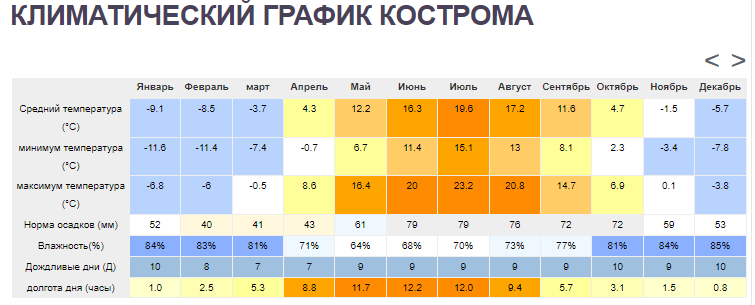 КЛИМАТИЧЕСКИЙ ГРАФИК КОСТРОМА
< >
Январь Февраль март Апрель Май Июнь Июль Август Сентябрь Октябрь Ноябрь Декабрь
Средний температура -9.1 -8.5 -3.7 4.3 12.2 16.3 19.6 17.2 11.6 4.7 -1.5 -5.7
(°C)
минимум температура -11.6 -11.4 -7.4 -0.7 6.7 11.4 15.1 13 8.1 2.3 -3.4 -7.8
(°C)
максимум температура -6.8 -6 -0.5 8.6 16.4 20 23.2 20.8 14.7 6.9 0.1 -3.8
(°C)
Норма осадков (мм) 52 40 41 43 61 79 79 76 72 72 59 53
Влажность(%) 84% 83% 81% 71% 64% 68% 70% 73% 77% 81% 84% 85%
Дождливые дни (Д) 10 8 7 7 9 9 9 9 9 10 9 10
долгота дня (часы) 1.0 2.5 5.3 8.8 11.7 12.2 12.0 9.4 5.7 3.1 1.5 0.8